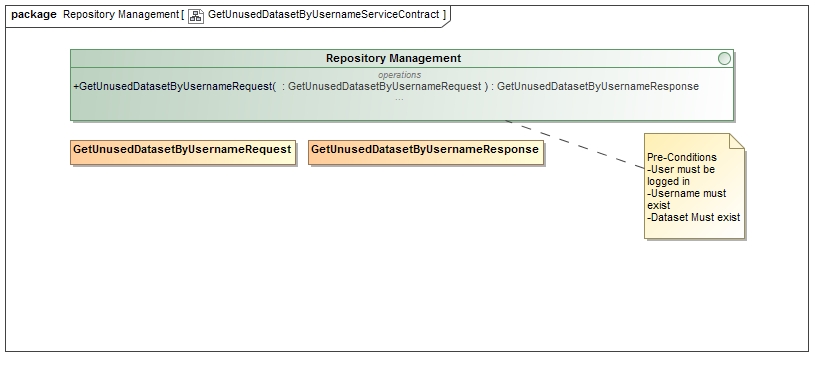 package Repository Management [ GetUnusedDatasetByUsernameServiceContract ]
Repository Management
operations
+GetUnusedDatasetByUsernameRequest( : GetUnusedDatasetByUsernameRequest ) : GetUnusedDatasetByUsernameResponse
...
GetUnusedDatasetByUsernameRequest
GetUnusedDatasetByUsernameResponse
Pre-Conditions
-User must be
logged in
-Username must
exist
-Dataset Must exist